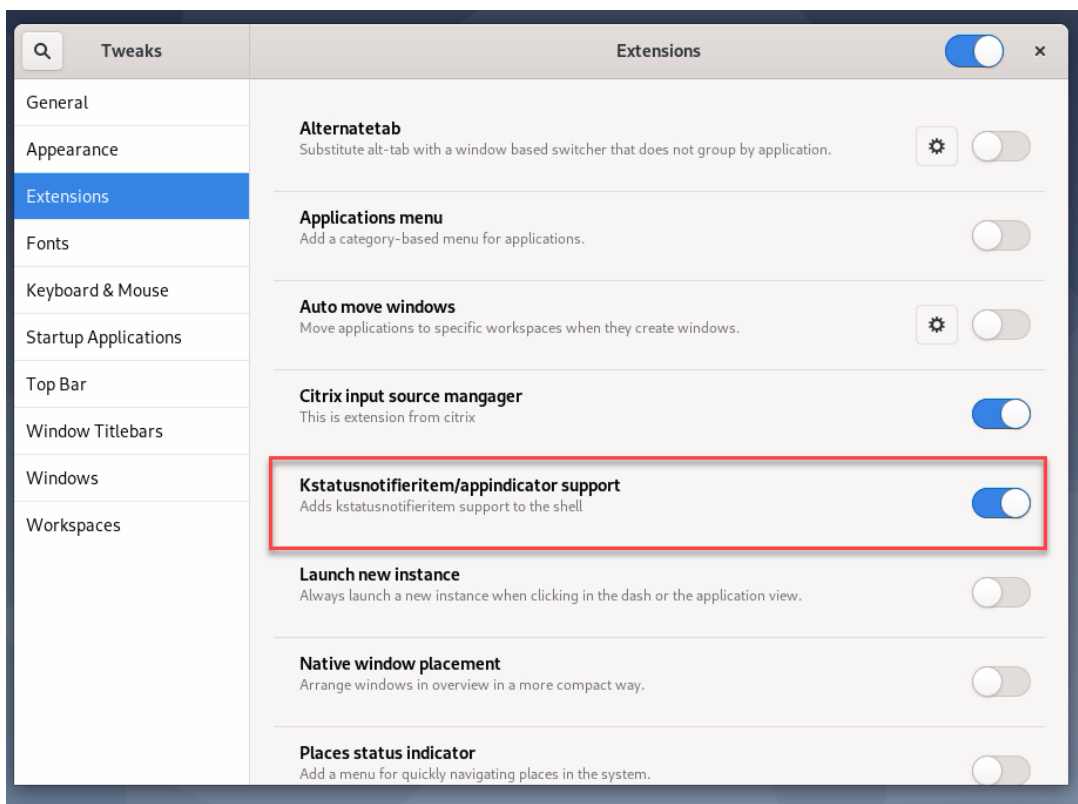 Tweaks
Extensions
General
Appearance
Extensions
Fonts
Keyboard & Mouse
Startup Applications
Top Bar
Window Titlebars
Windows
Workspaces
Alternatetab
Substitute alt-tab with a window based switcher that does not group by application.
Applications menu
Add a category-based menu for applications.
Auto move windows
Move applications to specific workspaces when they create windows.
Citrix input source mangager
This is extension from citrix
Kstatusnotifieritem/appindicator support
Adds kstatusnotifieritem support to the shell
Launch new instance
Always launch a new instance when clicking in the dash or the application view.
Native window placement
Arrange windows in overview in a more compact way.
Places status indicator
Add a menu for quickly navigating places in the system.